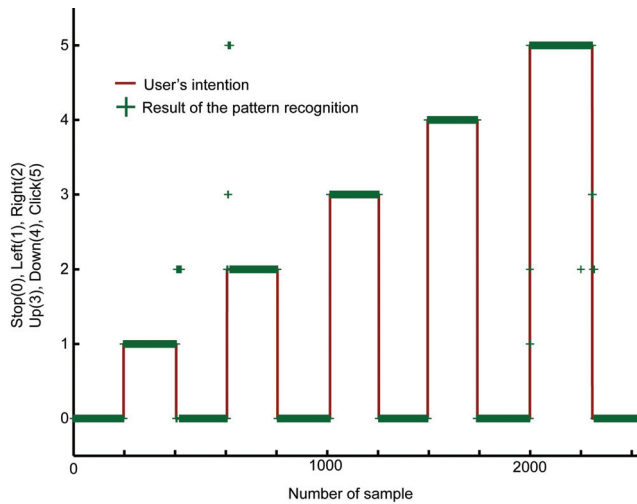 5
4
3
2
1
0
Stop(0), Left(1), Right(2)
Up(3), Down(4), Click(5)
User's intention
Result of the pattern recognition
0
1000
2000
Number of sample